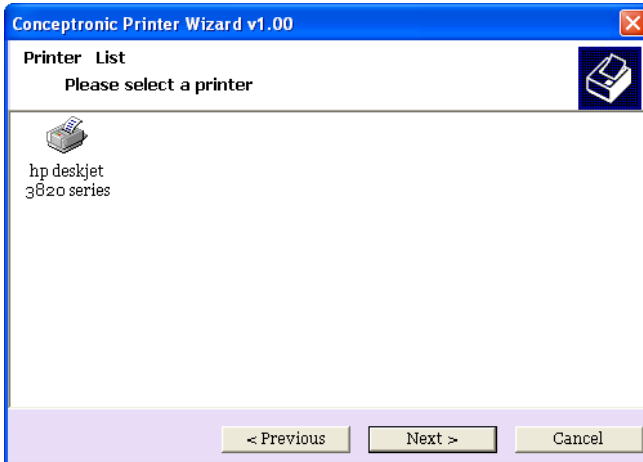 Conceptronic Printer Wizard v1.00
Printer List
Please select a printer
hp deskjet
3820 series
< Previous
Next >
Cancel